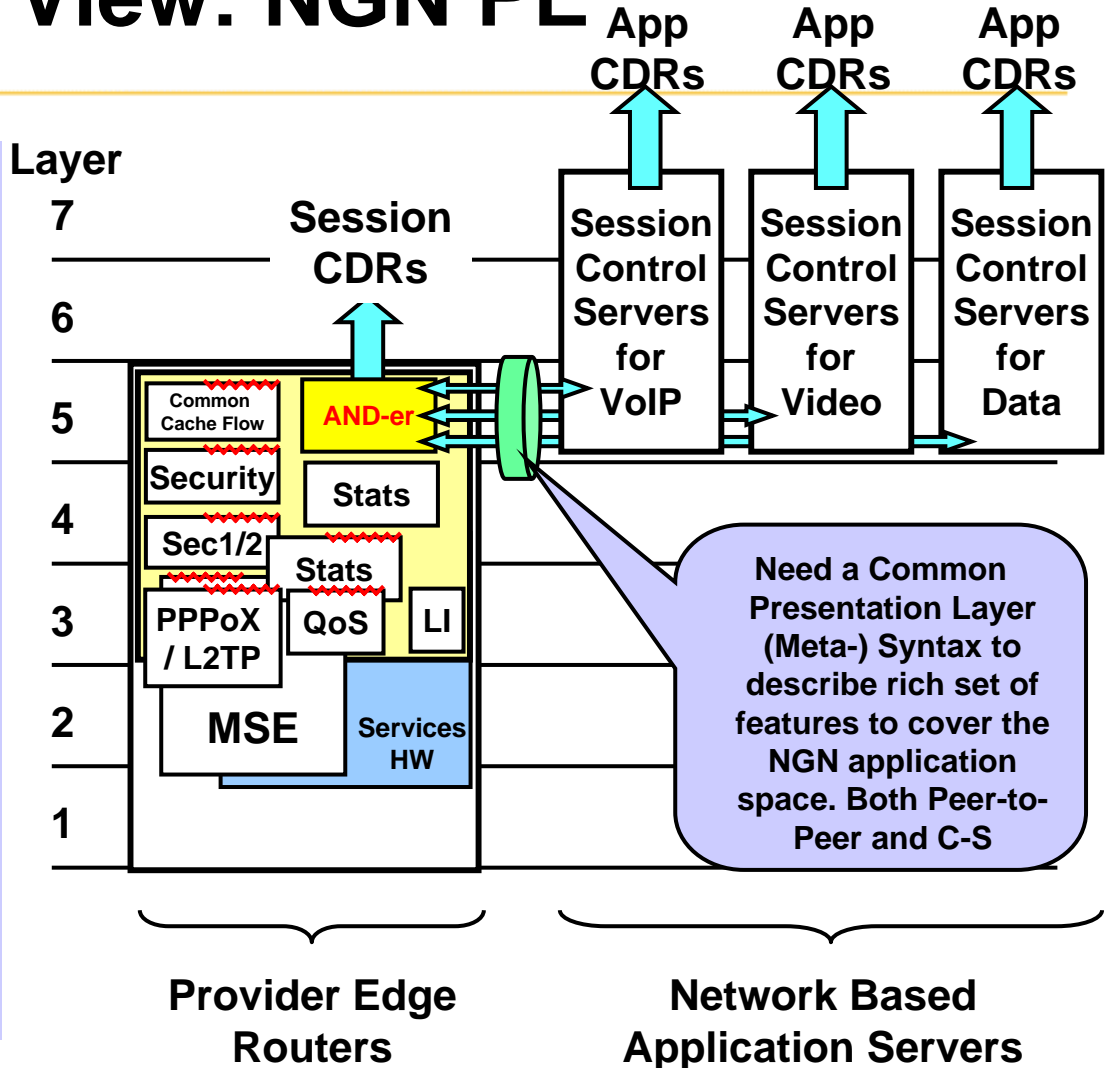 View: NGN PE
App
CDRs
App
CDRs
App
CDRs
Layer
7
6
5
4
3
2
1
Session
CDRs
Common
Cache Flow
AND-er
Security
Stats
Sec1/2
Stats
PPPoX
/ L2TP
QoS
LI
MSE
Services
HW
Session
Control
Servers
for
VoIP
Session
Control
Servers
for
Video
Session
Control
Servers
for
Data
Need a Common
Presentation Layer
(Meta-) Syntax to
describe rich set of
features to cover the
NGN application
space. Both Peer-to-
Peer and C-S
Provider Edge
Routers
Network Based
Application Servers